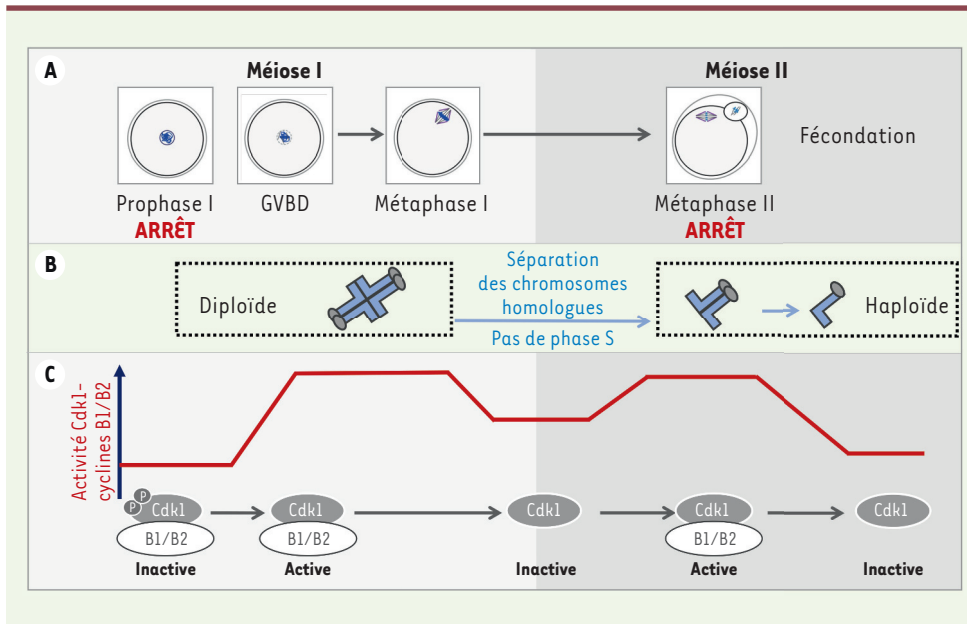 A
Méiose I
Méiose II
Prophase I
ARRÊT
GVBD
Métaphase I
Métaphase II
ARRÊT
Fécondation
B
Diploïde
Séparation
des chromosomes
homologues
Pas de phase S
Haploïde
C
Activité Cdk1-
cyclines B1/B2
P
P
Cdk1
B1/B2
Inactive
Cdk1
B1/B2
Active
Cdk1
Inactive
Cdk1
B1/B2
Active
Cdk1
Inactive